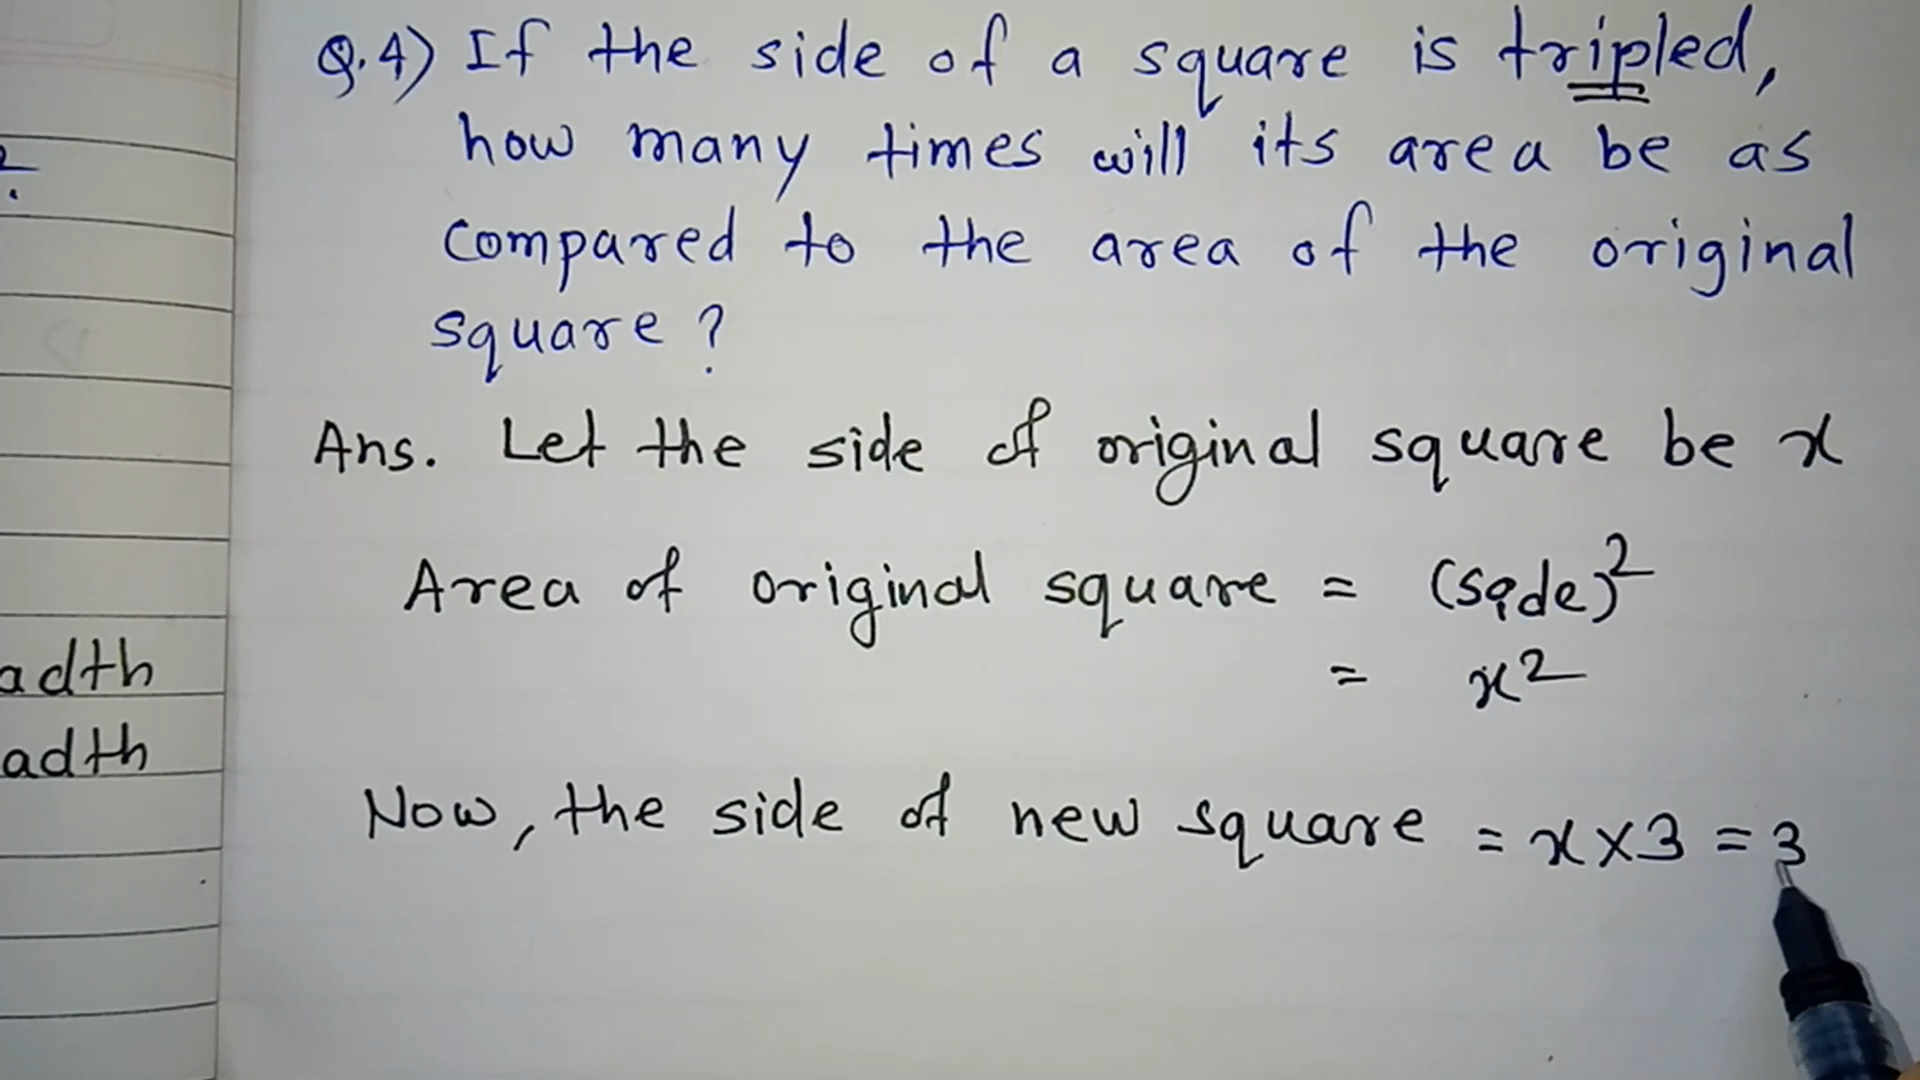 Q.4) If the side of a square is tripled,
how many times will its area be as
compared to the area of the original
square ?
Ans. Let the side of original square be x
Area of original square = (side)²
= x²
Now, the side of new square = x×3 = 3
adth
adth